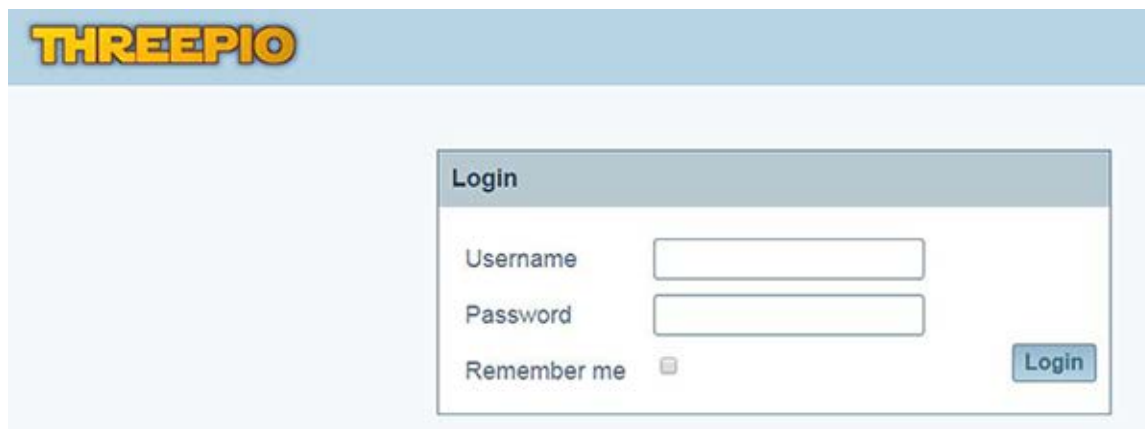 THREEPIO
Login
Username
Password
Remember me
Login